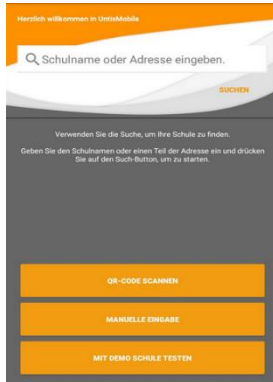 Herzlich willkommen in UntisMobile
Schulname oder Adresse eingeben.
SUCHEN
Verwenden Sie die Suche, um Ihre Schule zu finden.
Geben Sie den Schulnamen oder einen Teil der Adresse ein und drücken
Sie auf den Such-Button, um zu starten.
QR-CODE SCANNEN
MANUELLE EINGABE
MIT DEMO SCHULE TESTEN